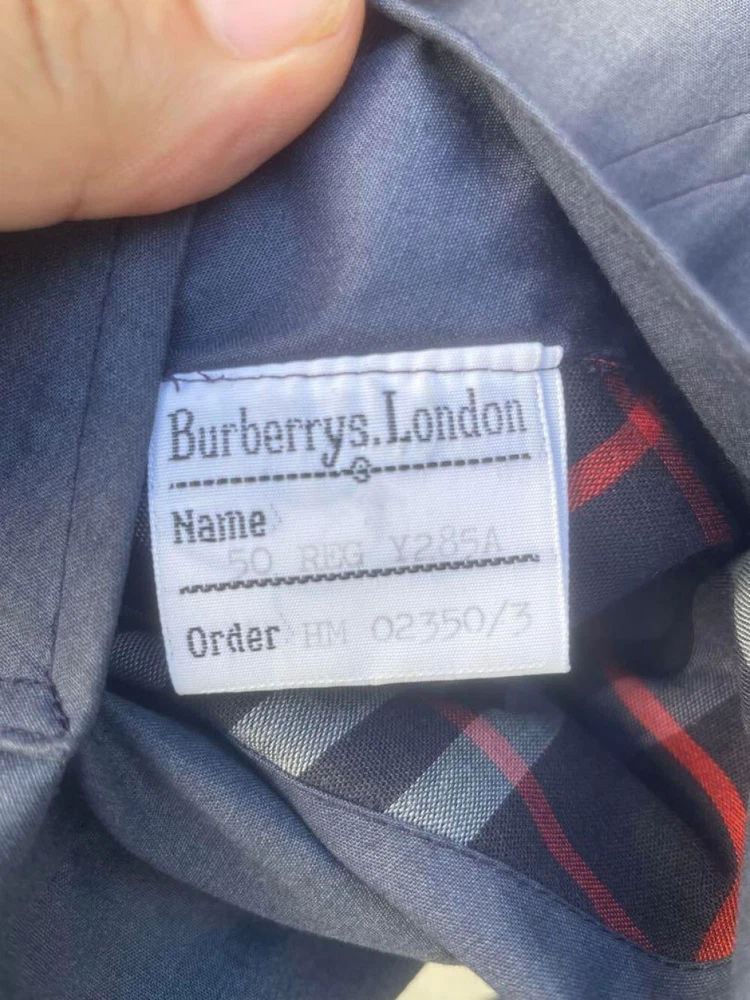 Burberrys.London
Name
50 REG Y285A
Order HM 02350/3